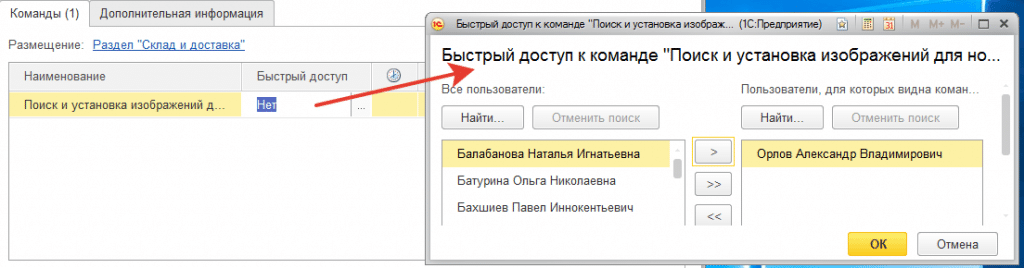 Команды (1)
Дополнительная информация
Размещение: Раздел "Склад и доставка"
Наименование
Быстрый доступ
Поиск и установка изображений д...
Нет
...
Быстрый доступ к команде "Поиск и установка изображ... (1С:Предприятие)
31
M M+ M-
Быстрый доступ к команде "Поиск и установка изображений для но...
Все пользователи:
Пользователи, для которых видна коман...
Найти...
Отменить поиск
Найти...
Отменить поиск
Балабанова Наталья Игнатьевна
Батурина Ольга Николаевна
Бахшиев Павел Иннокентьевич
>
>>
<<
Орлов Александр Владимирович
ОК
Отмена